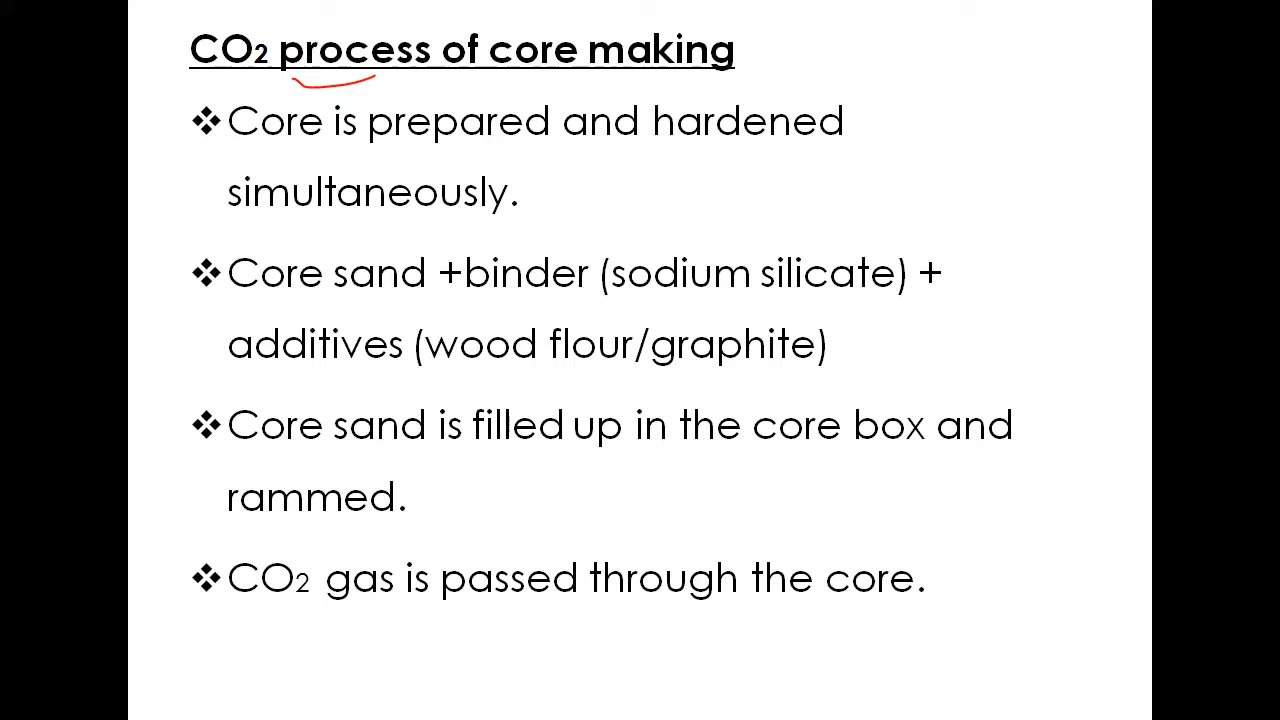 CO2 process of core making
❖Core is prepared and hardened
simultaneously.
❖Core sand +binder (sodium silicate) +
additives (wood flour/graphite)
❖Core sand is filled up in the core box and
rammed.
❖CO2 gas is passed through the core.